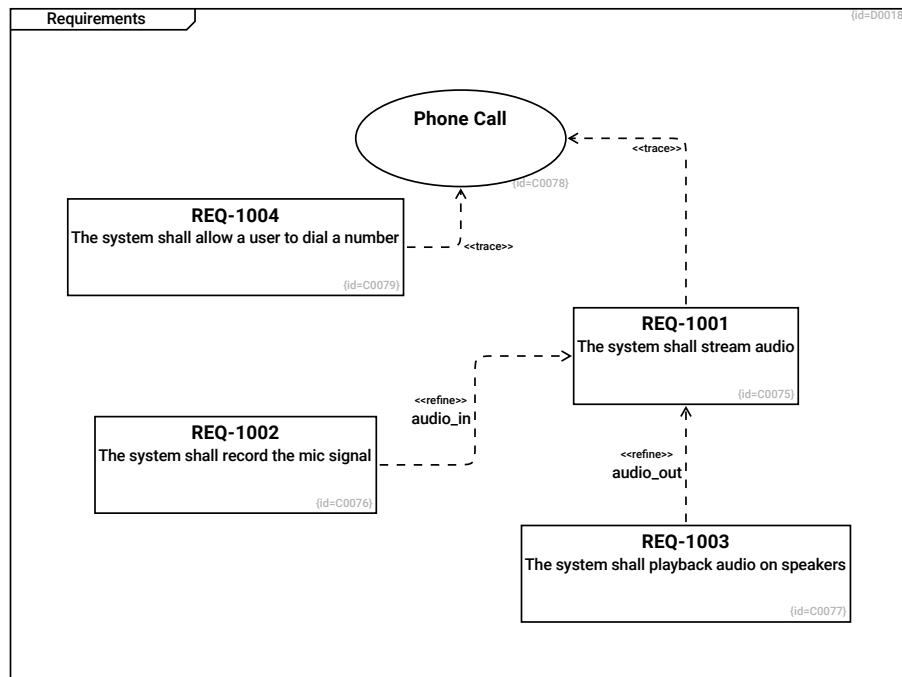 Requirements
{id=D0018
Phone Call
<<trace>>
{id=C0078}
REQ-1004
The system shall allow a user to dial a number
<<trace>>
{id=C0079}
REQ-1001
The system shall stream audio
{id=C0075}
<<refine>>
audio_in
REQ-1002
The system shall record the mic signal
{id=C0076}
<<refine>>
audio_out
REQ-1003
The system shall playback audio on speakers
{id=C0077}